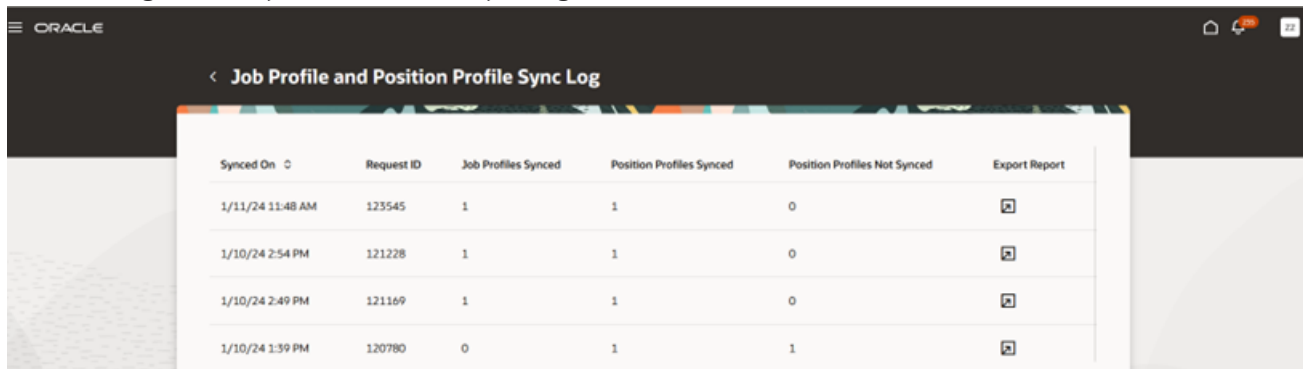 ORACLE
255
ZZ
Job Profile and Position Profile Sync Log
Synced On Request ID Job Profiles Synced Position Profiles Synced Position Profiles Not Synced Export Report
1/11/24 11:48 AM 123545 1 1 0
1/10/24 2:54 PM 121228 1 1 0
1/10/24 2:49 PM 121169 1 1 0
1/10/24 1:39 PM 120780 0 1 1